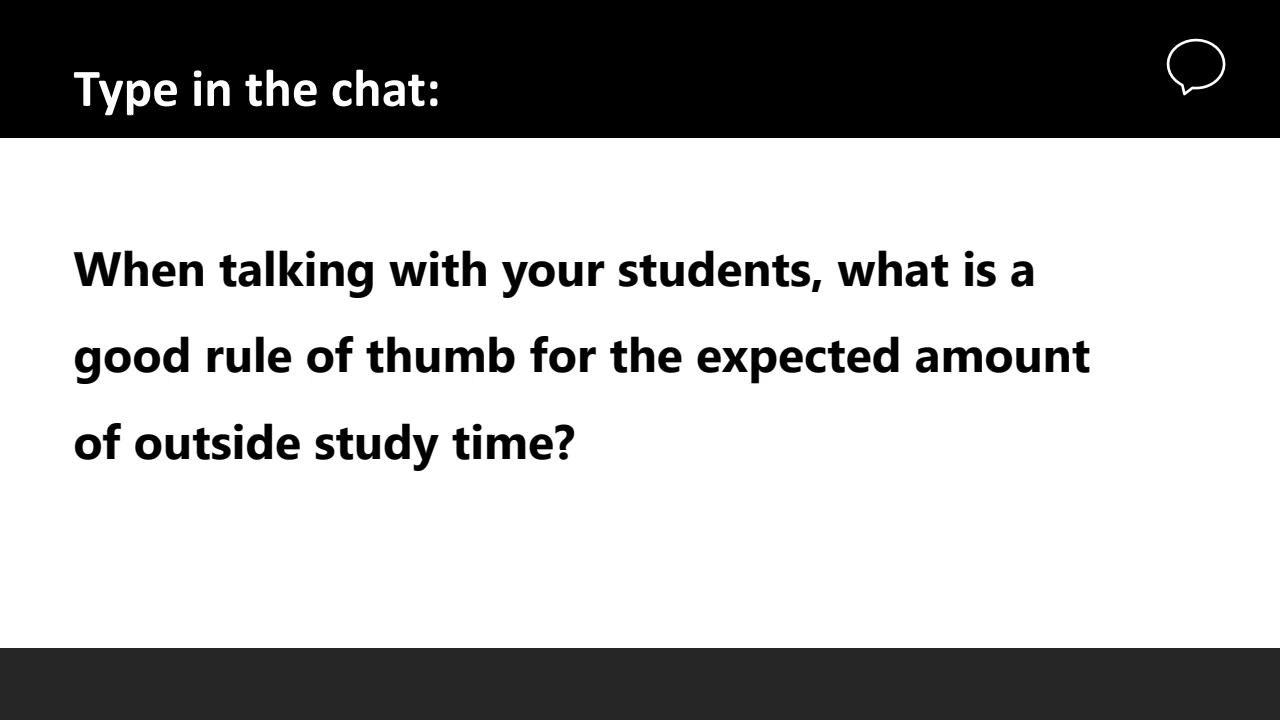 Type in the chat:
When talking with your students, what is a
good rule of thumb for the expected amount
of outside study time?